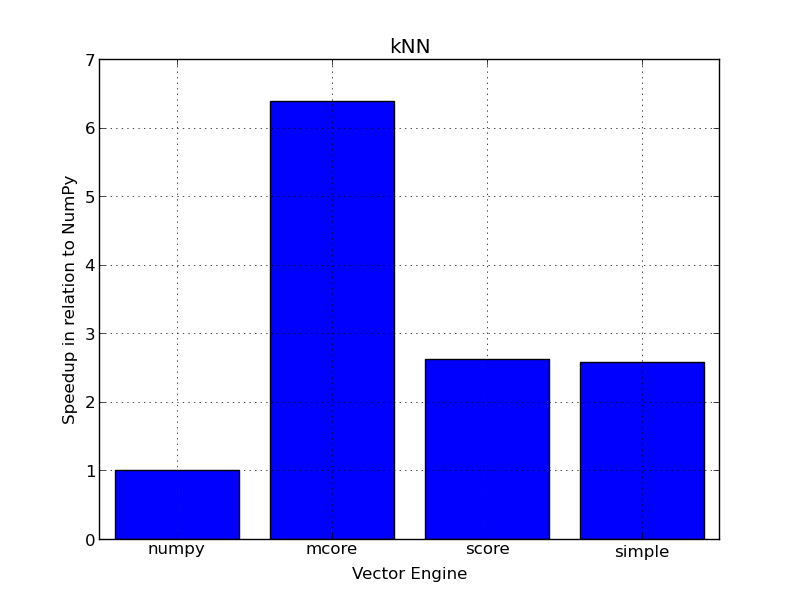 kNN
Speedup in relation to NumPy
7
6
5
4
3
2
1
0
numpy mcore score simple
Vector Engine